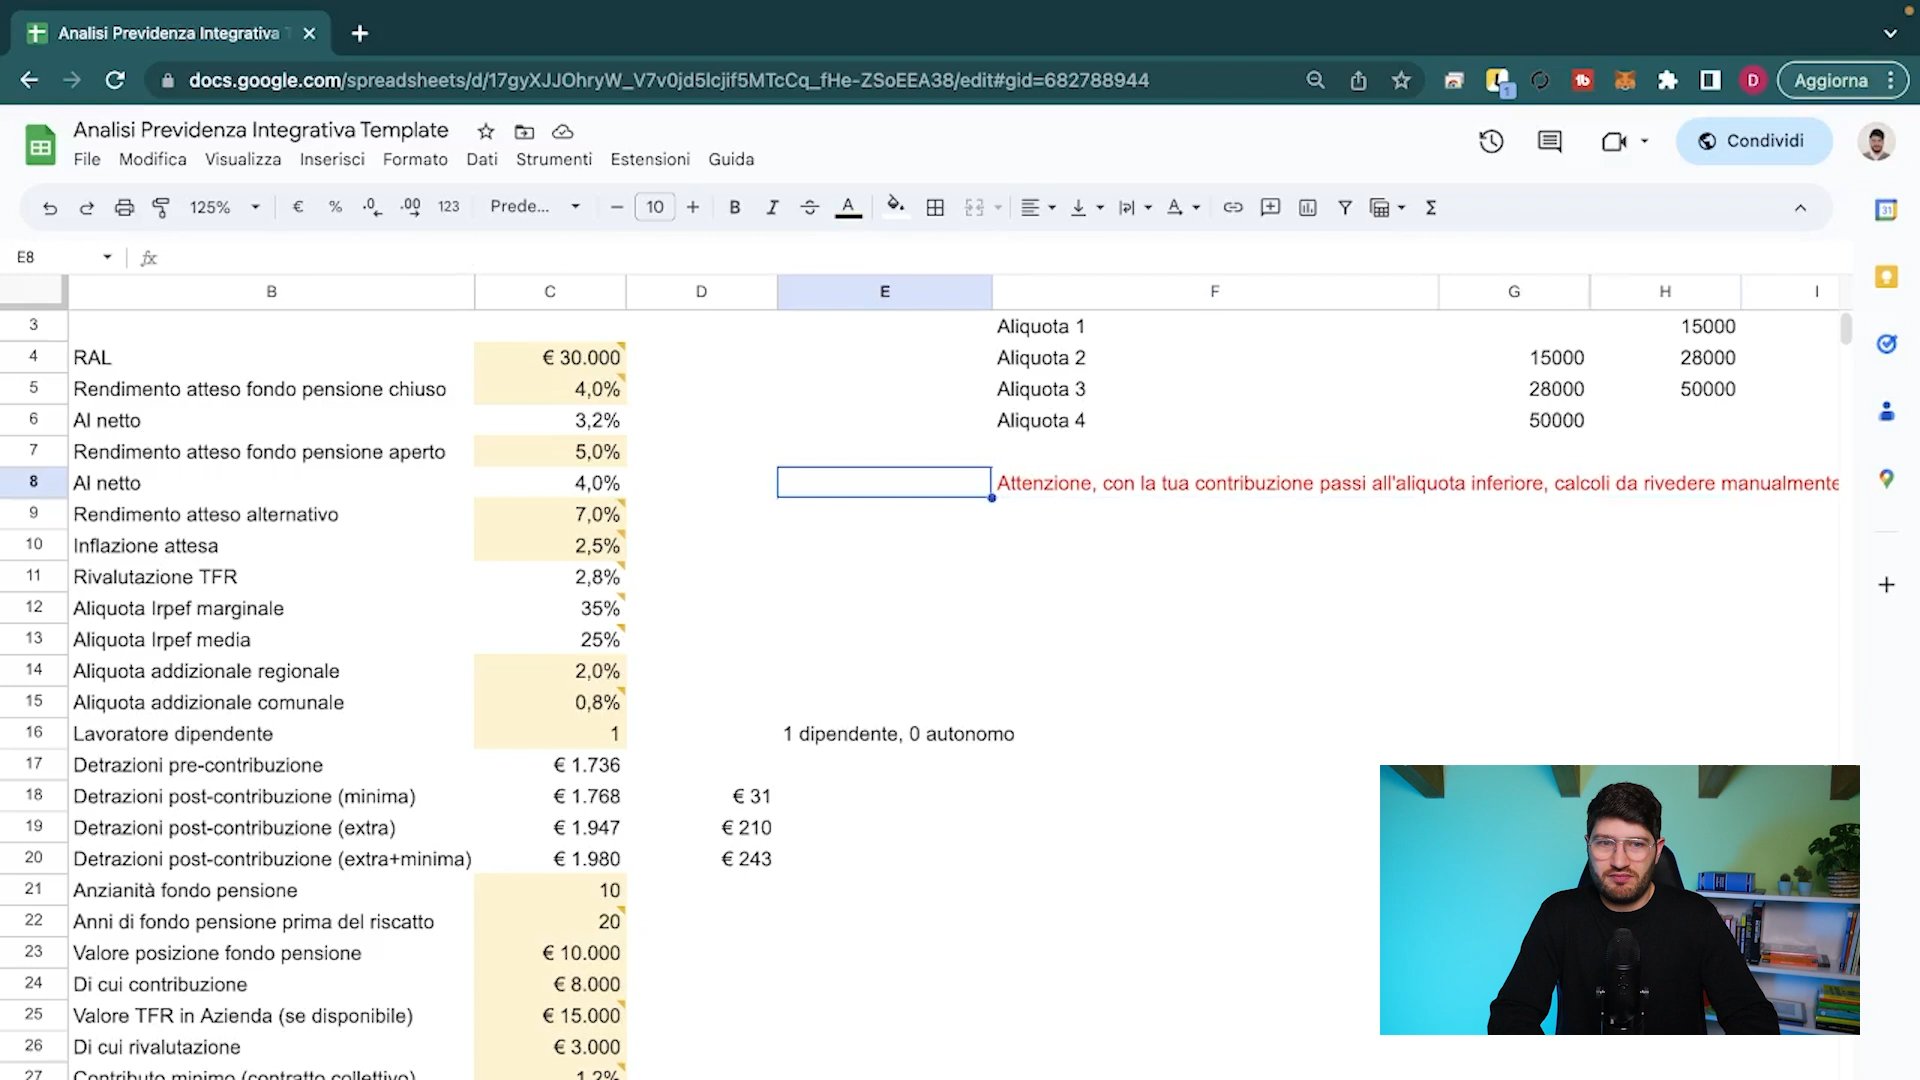 Analisi Previdenza Integrativa T
docs.google.com/spreadsheets/d/17gyXJJOhryW_V7v0jd5lcjif5MTcCq_fHe-ZSoEEA38/edit#gid=682788944
1
tb
D
Aggiorna
Analisi Previdenza Integrativa Template
File Modifica Visualizza Inserisci Formato Dati Strumenti Estensioni Guida
Condividi
125% € % .0 .00 123 Prede... 10 B I A Σ
31
E8 fx
B C D E F G H I
3 Aliquota 1 15000
4 RAL € 30.000 Aliquota 2 15000 28000
5 Rendimento atteso fondo pensione chiuso 4,0% Aliquota 3 28000 50000
6 Al netto 3,2% Aliquota 4 50000
7 Rendimento atteso fondo pensione aperto 5,0%
8 Al netto 4,0% Attenzione, con la tua contribuzione passi all'aliquota inferiore, calcoli da rivedere manualmente
9 Rendimento atteso alternativo 7,0%
10 Inflazione attesa 2,5%
11 Rivalutazione TFR 2,8%
12 Aliquota Irpef marginale 35%
13 Aliquota Irpef media 25%
14 Aliquota addizionale regionale 2,0%
15 Aliquota addizionale comunale 0,8%
16 Lavoratore dipendente 1 1 dipendente, 0 autonomo
17 Detrazioni pre-contribuzione € 1.736
18 Detrazioni post-contribuzione (minima) € 1.768 € 31
19 Detrazioni post-contribuzione (extra) € 1.947 € 210
20 Detrazioni post-contribuzione (extra+minima) € 1.980 € 243
21 Anzianità fondo pensione 10
22 Anni di fondo pensione prima del riscatto 20
23 Valore posizione fondo pensione € 10.000
24 Di cui contribuzione € 8.000
25 Valore TFR in Azienda (se disponibile) € 15.000
26 Di cui rivalutazione € 3.000
27 Contributo minimo (contratto collettivo) 1,2%